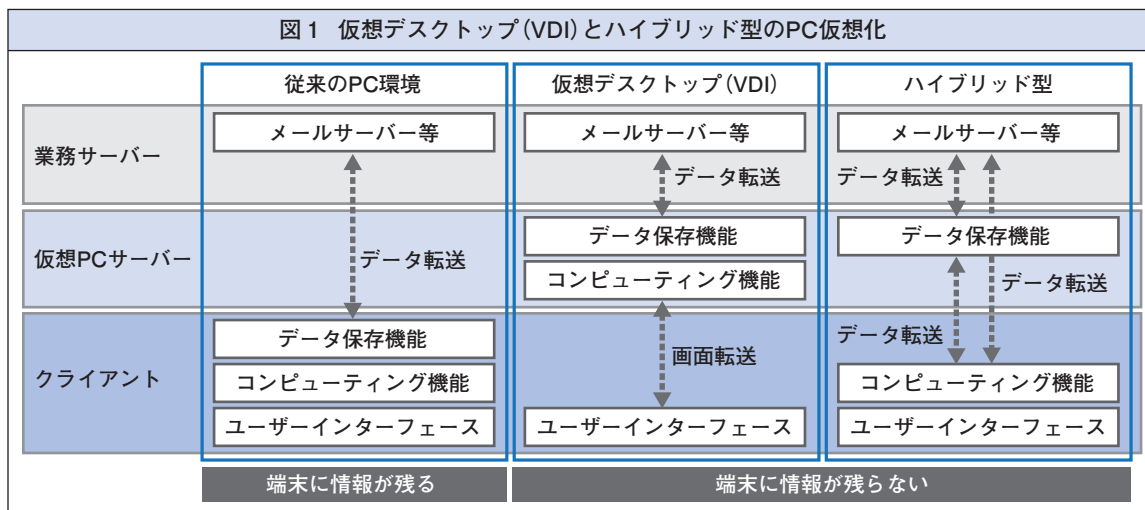 図1 仮想デスクトップ(VDI)とハイブリッド型のPC仮想化
従来のPC環境
仮想デスクトップ(VDI)
ハイブリッド型
業務サーバー
メールサーバー等
メールサーバー等
メールサーバー等
データ転送
データ転送
仮想PCサーバー
データ転送
データ保存機能
コンピューティング機能
データ保存機能
データ転送
クライアント
データ保存機能
コンピューティング機能
ユーザーインターフェース
画面転送
ユーザーインターフェース
データ転送
コンピューティング機能
ユーザーインターフェース
端末に情報が残る
端末に情報が残らない